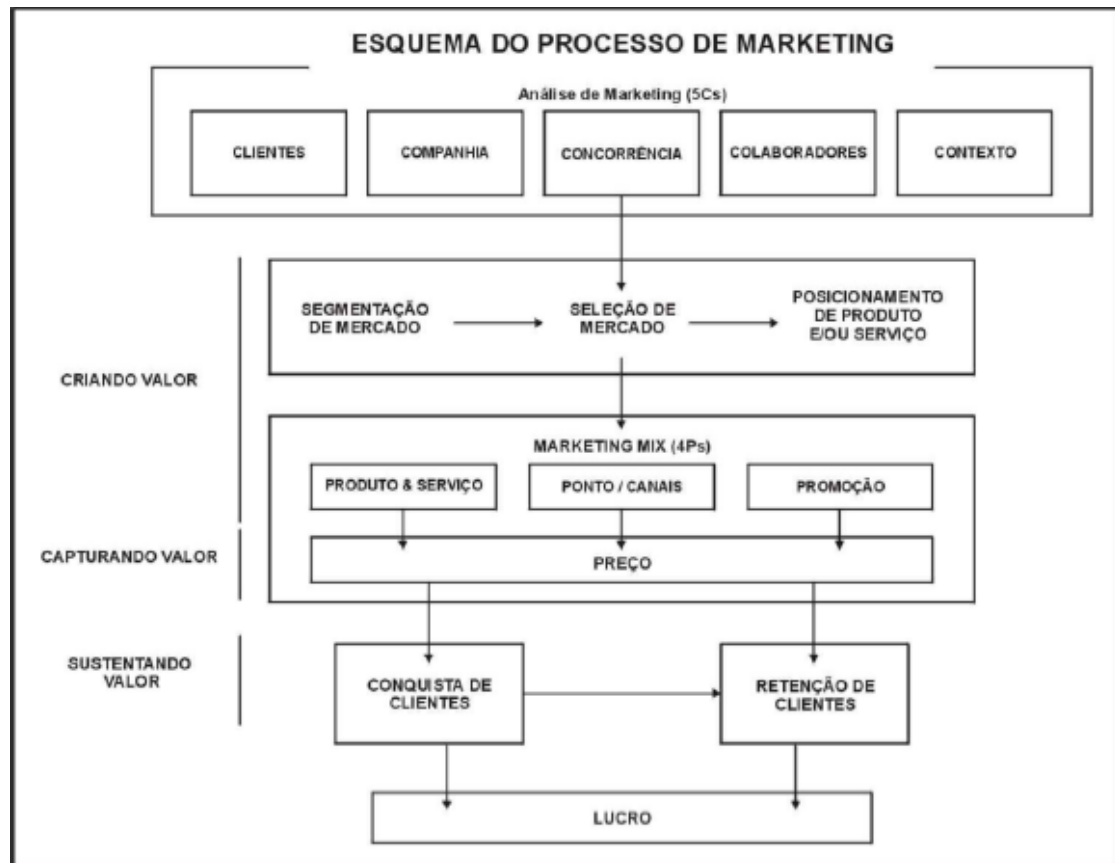 ESQUEMA DO PROCESSO DE MARKETING
Análise de Marketing (5Cs)
CLIENTES
COMPANHIA
CONCORRÊNCIA
COLABORADORES
CONTEXTO
CRIANDO VALOR
SEGMENTAÇÃO
DE MERCADO
SELEÇÃO DE
MERCADO
POSICIONAMENTO
DE PRODUTO
E/OU SERVIÇO
MARKETING MIX (4Ps)
PRODUTO & SERVIÇO
PONTO / CANAIS
PROMOÇÃO
CAPTURANDO VALOR
PREÇO
SUSTENTANDO
VALOR
CONQUISTA DE
CLIENTES
RETENÇÃO DE
CLIENTES
LUCRO